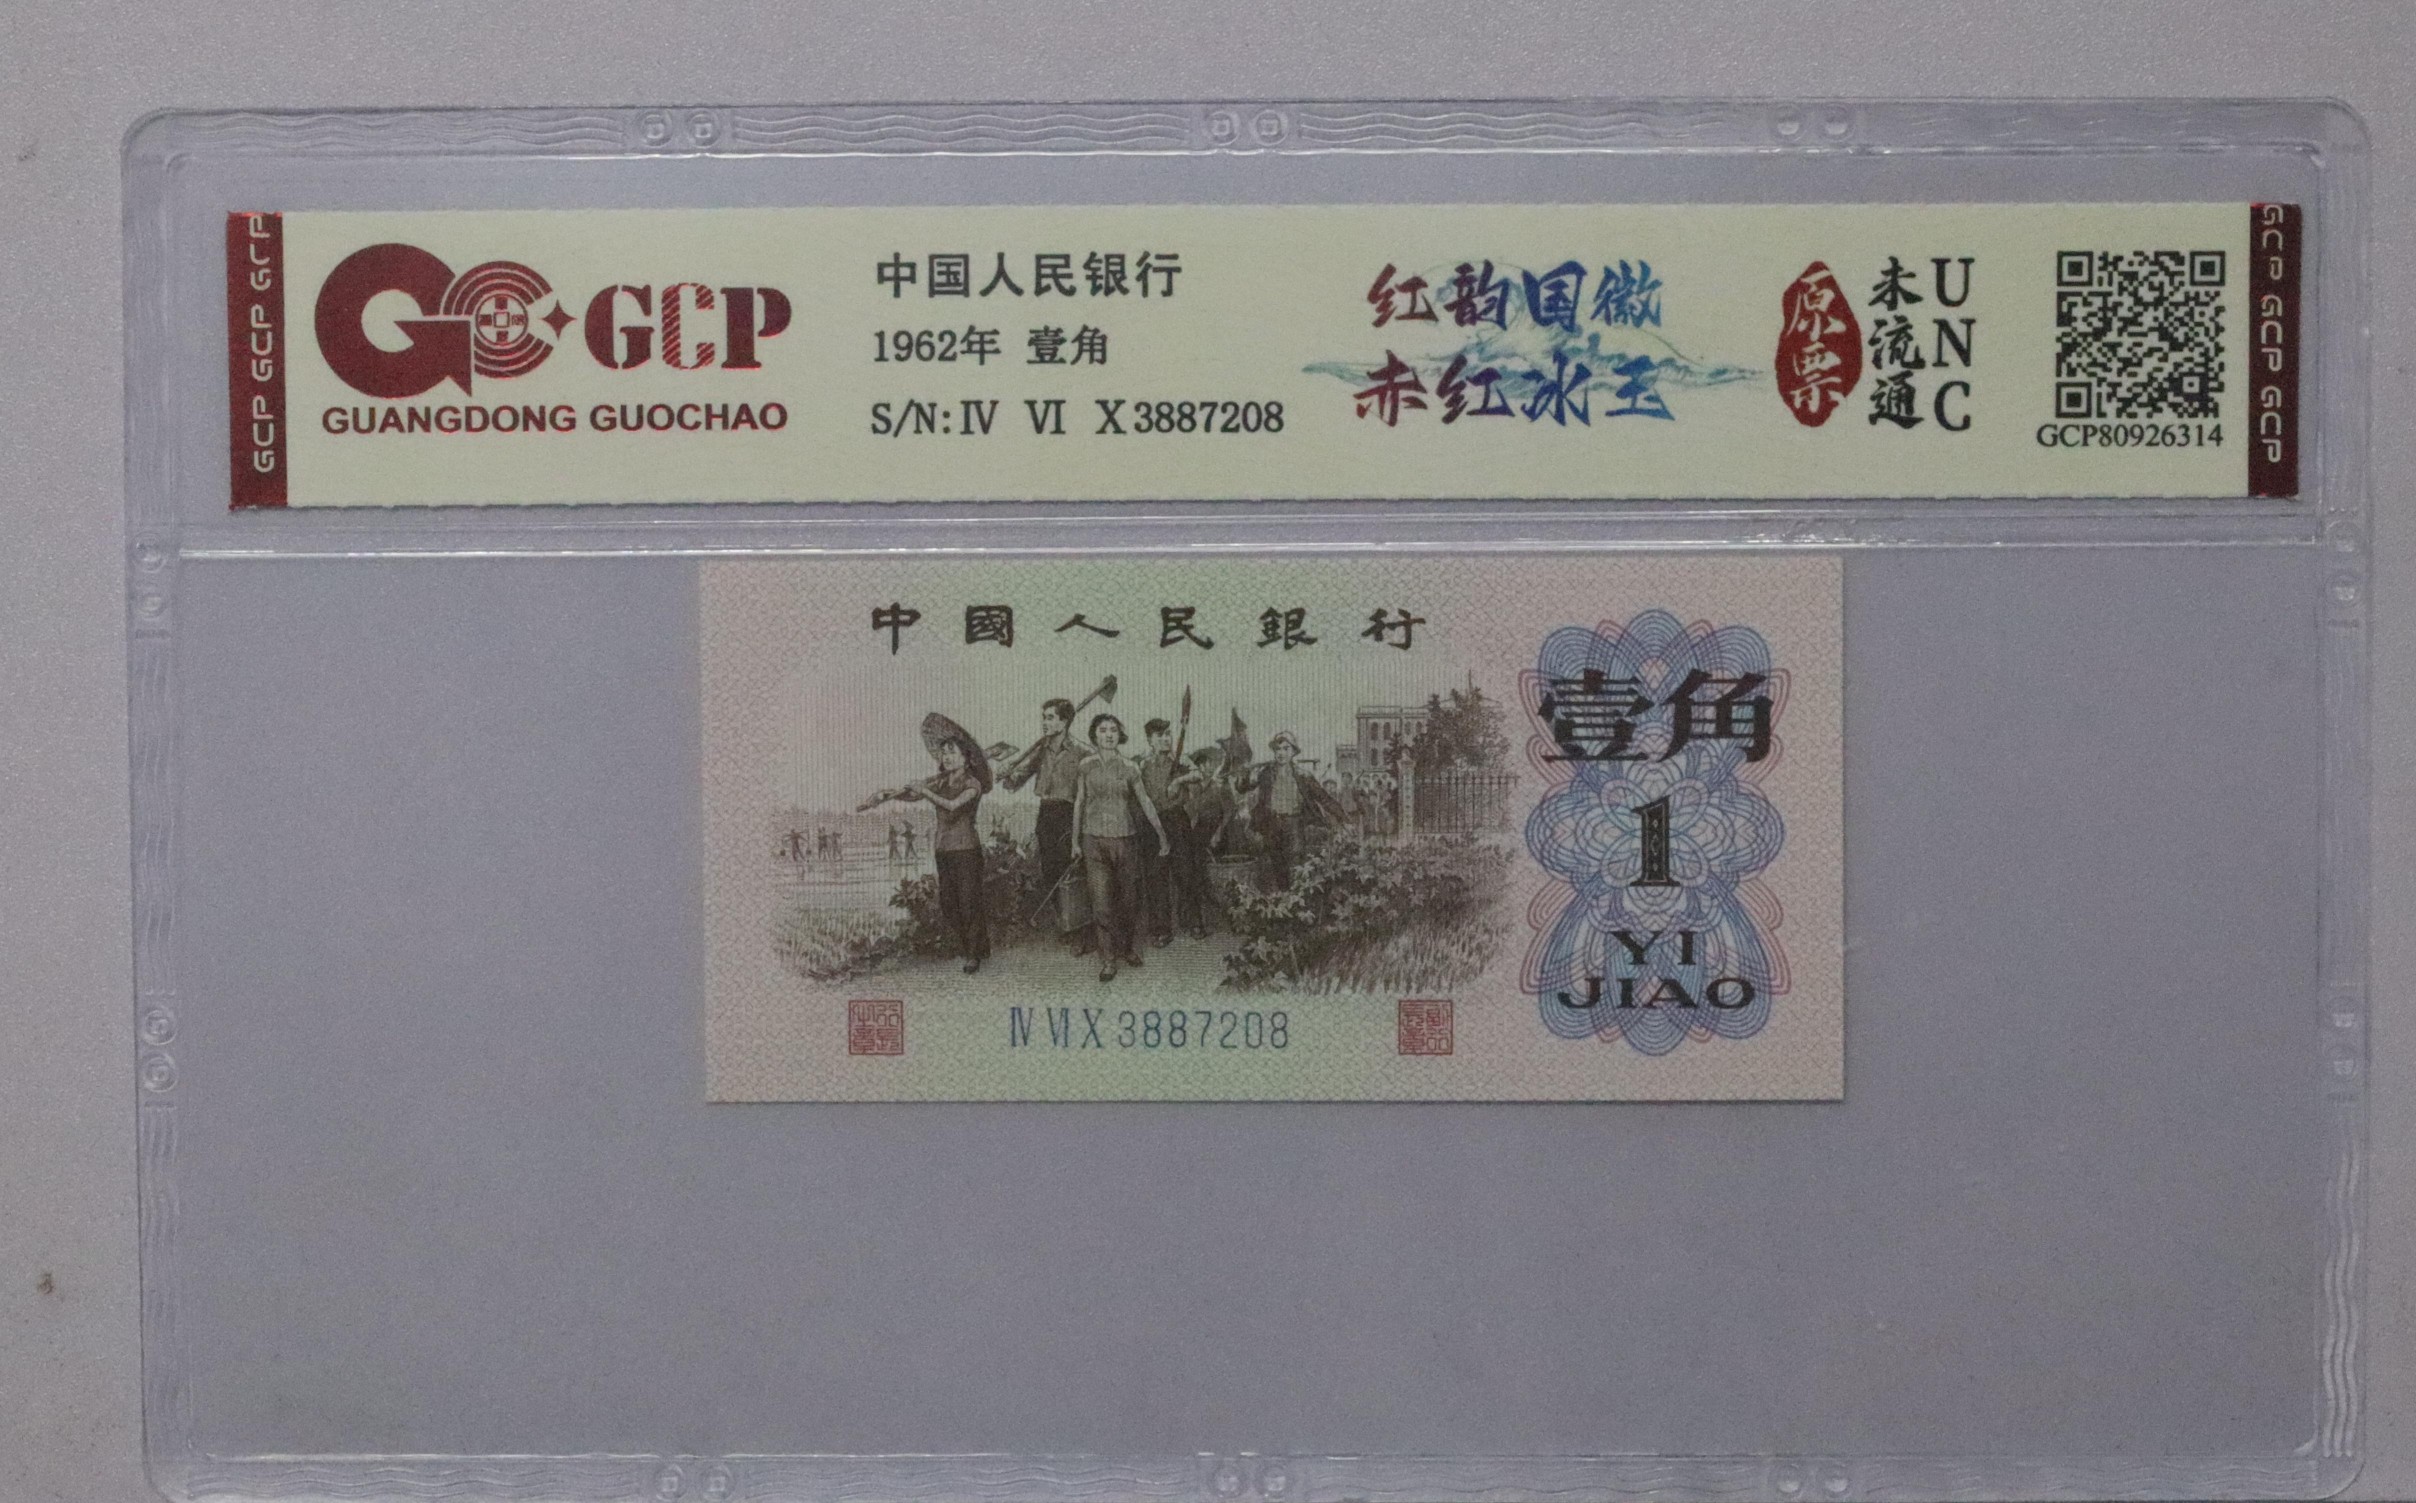 GCP GCP GCP
GCP
GUANGDONG GUOCHAO
中国人民银行
1962年 壹角
S/N: IV VI X 3887208
红韵国徽
赤红冰玉
原票
未流通
UNC
GCP80926314
GCP GCP GCP
中國人民銀行
壹角
1
YI
JIAO
IV VI X 3887208